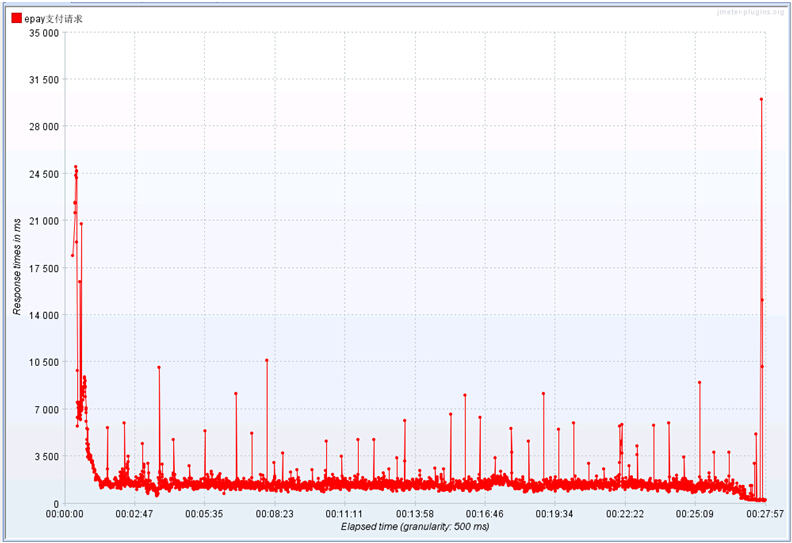 epay支付请求
jmeter-plugins.org
35 000
31 500
28 000
24 500
21 000
17 500
14 000
10 500
7 000
3 500
0
Response times in ms
00:00:00 00:02:47 00:05:35 00:08:23 00:11:11 00:13:58 00:16:46 00:19:34 00:22:22 00:25:09 00:27:57
Elapsed time (granularity: 500 ms)